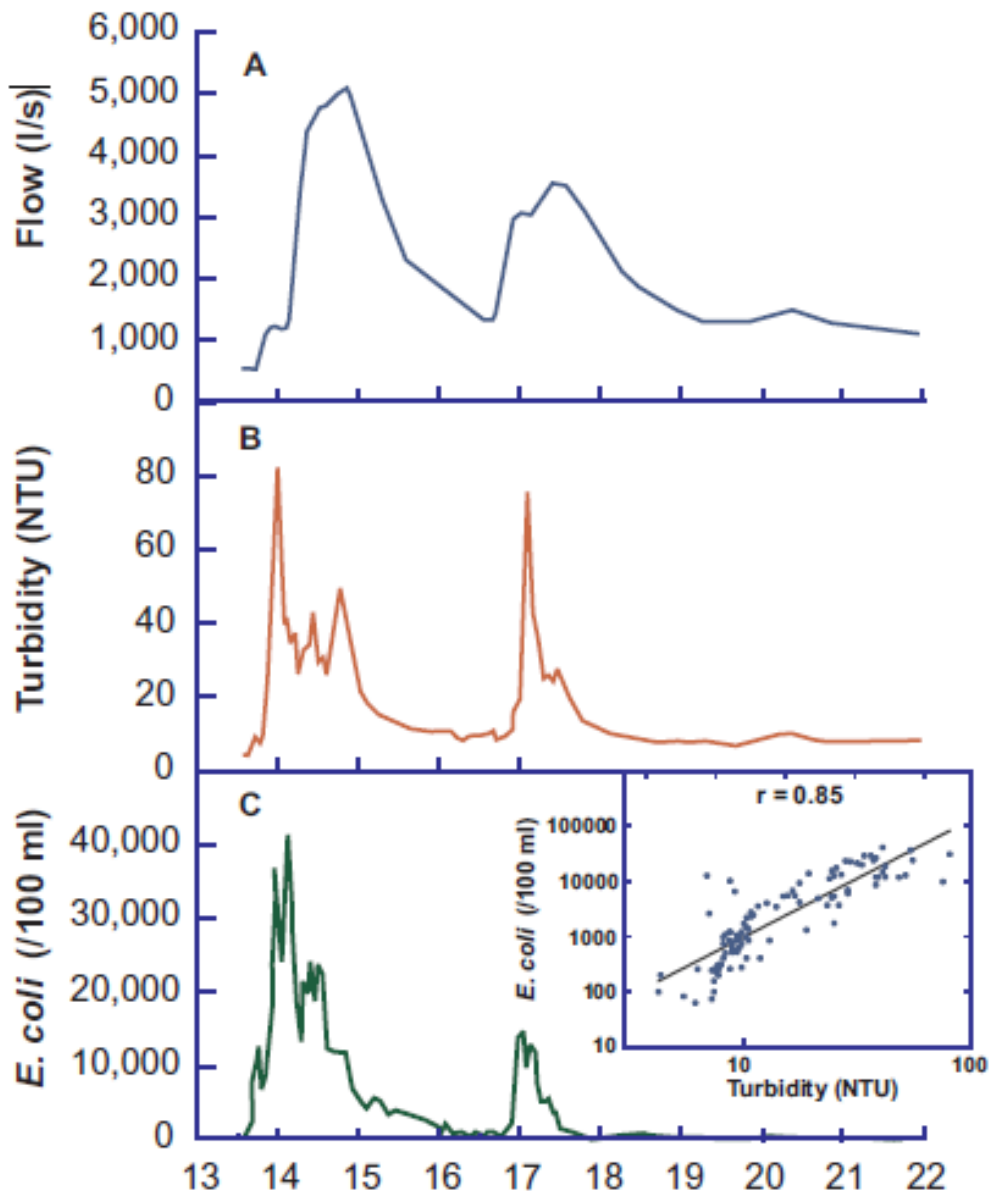 A
Flow (l/s)
6,000
5,000
4,000
3,000
2,000
1,000
0
B
Turbidity (NTU)
80
60
40
20
0
C
E. coli (/100 ml)
40,000
30,000
20,000
10,000
0
13 14 15 16 17 18 19 20 21 22
r = 0.85
E. coli (/100 ml)
100000
10000
1000
100
10
10 100
Turbidity (NTU)